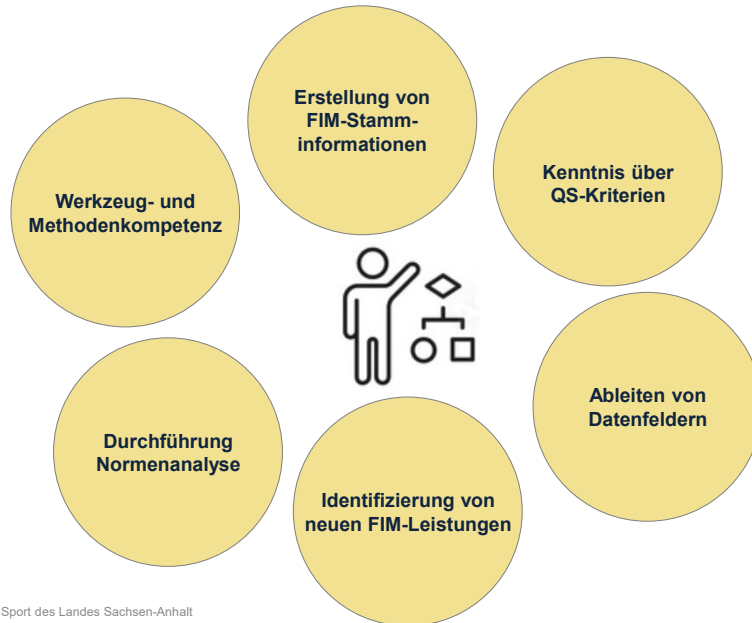 Erstellung von
FIM-Stamm-
informationen
Kenntnis über
QS-Kriterien
Werkzeug- und
Methodenkompetenz
Ableiten von
Datenfeldern
Durchführung
Normenanalyse
Identifizierung von
neuen FIM-Leistungen
Sport des Landes Sachsen-Anhalt